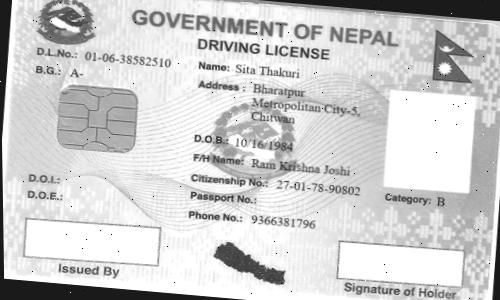 GOVERNMENT OF NEPAL
DRIVING LICENSE
D.L.No.: 01-06-38582510
B.G.: A-
Name: Sita Thakuri
Address : Bharatpur
Metropolitan City-5,
Chitwan
D.O.B.: 10/16/1984
F/H Name: Ram Krishna Joshi
Citizenship No.: 27-01-78-90802
Passport No.:
Phone No.: 9366381796
D.O.I.:
D.O.E.:
Category: B
Issued By
Signature of Holder